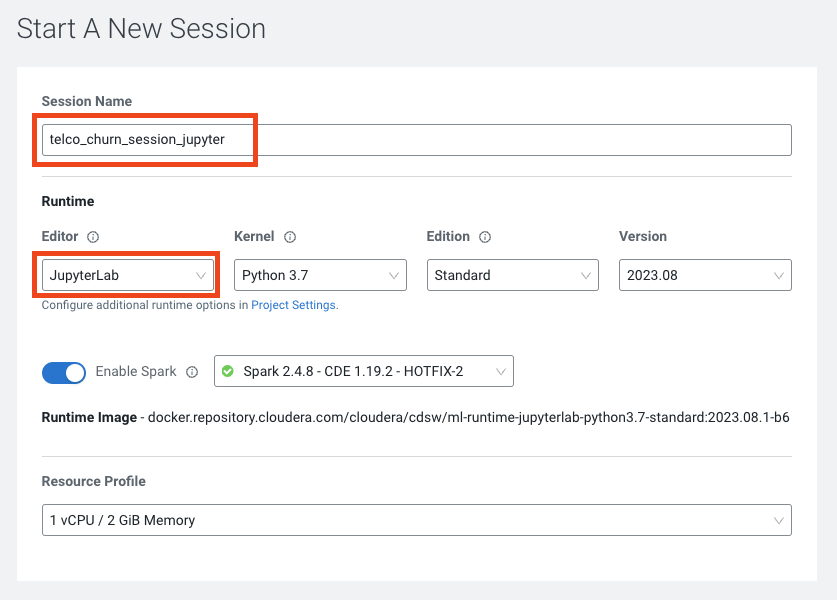 Start A New Session
Session Name
telco_churn_session_jupyter
Runtime
Editor Kernel Edition Version
JupyterLab Python 3.7 Standard 2023.08
Configure additional runtime options in Project Settings.
Enable Spark Spark 2.4.8 - CDE 1.19.2 - HOTFIX-2
Runtime Image - docker.repository.cloudera.com/cloudera/cdsw/ml-runtime-jupyterlab-python3.7-standard:2023.08.1-b6
Resource Profile
1 vCPU / 2 GiB Memory